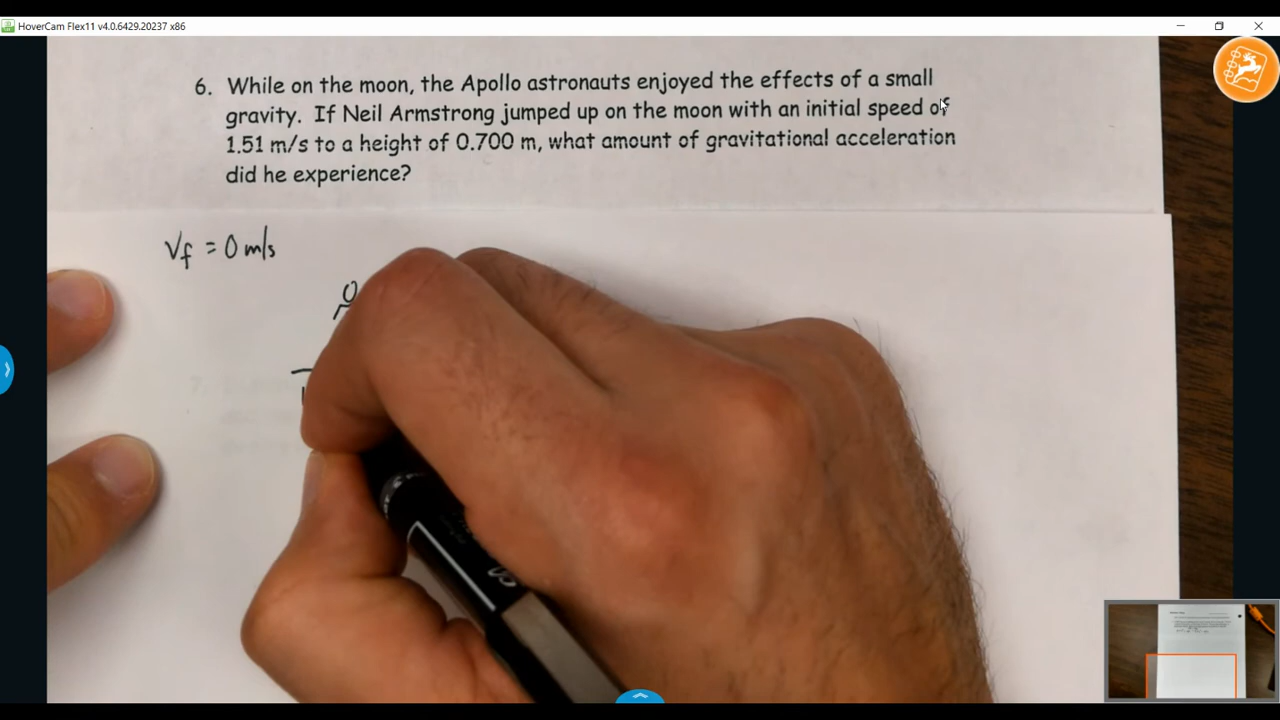 HoverCam Flex11 v4.0.6429.20237 x86
6. While on the moon, the Apollo astronauts enjoyed the effects of a small
gravity. If Neil Armstrong jumped up on the moon with an initial speed of
1.51 m/s to a height of 0.700 m, what amount of gravitational acceleration
did he experience?
Vf = 0 m/s